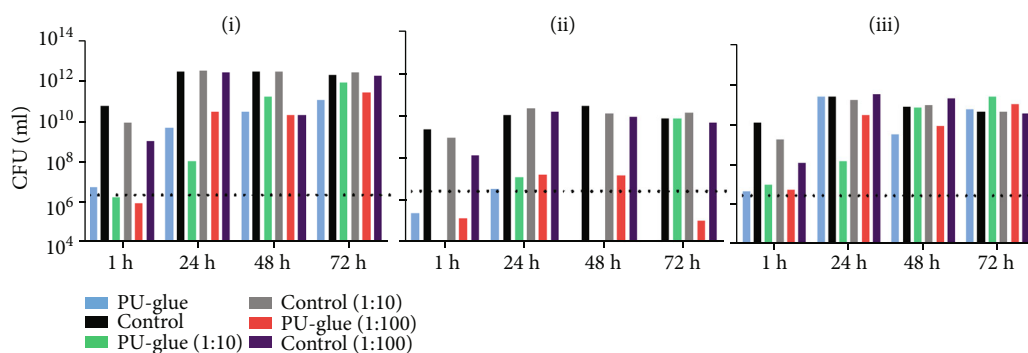 (i) (ii) (iii)
10^14
10^12
10^10
10^8
10^6
10^4
CFU (ml)
1 h 24 h 48 h 72 h 1 h 24 h 48 h 72 h 1 h 24 h 48 h 72 h
PU-glue Control (1:10)
Control PU-glue (1:100)
PU-glue (1:10) Control (1:100)